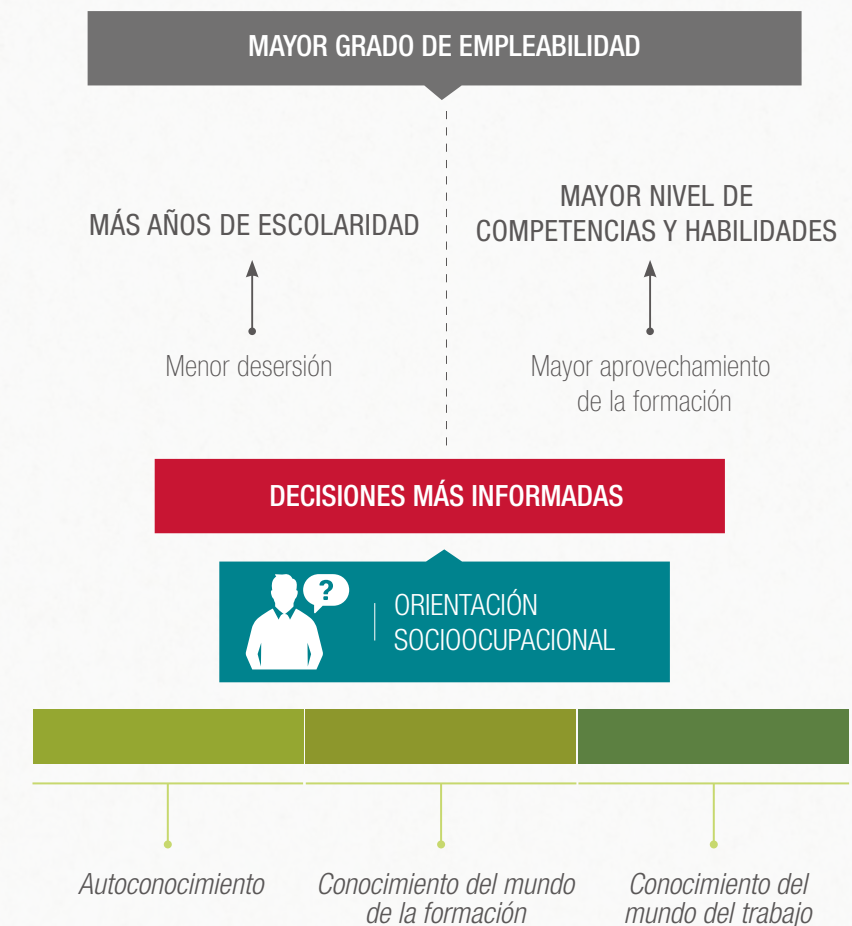 MAYOR GRADO DE EMPLEABILIDAD
MÁS AÑOS DE ESCOLARIDAD
Menor desersión
MAYOR NIVEL DE
COMPETENCIAS Y HABILIDADES
Mayor aprovechamiento
de la formación
DECISIONES MÁS INFORMADAS
?
ORIENTACIÓN
SOCIOOCUPACIONAL
Autoconocimiento
Conocimiento del mundo
de la formación
Conocimiento del
mundo del trabajo